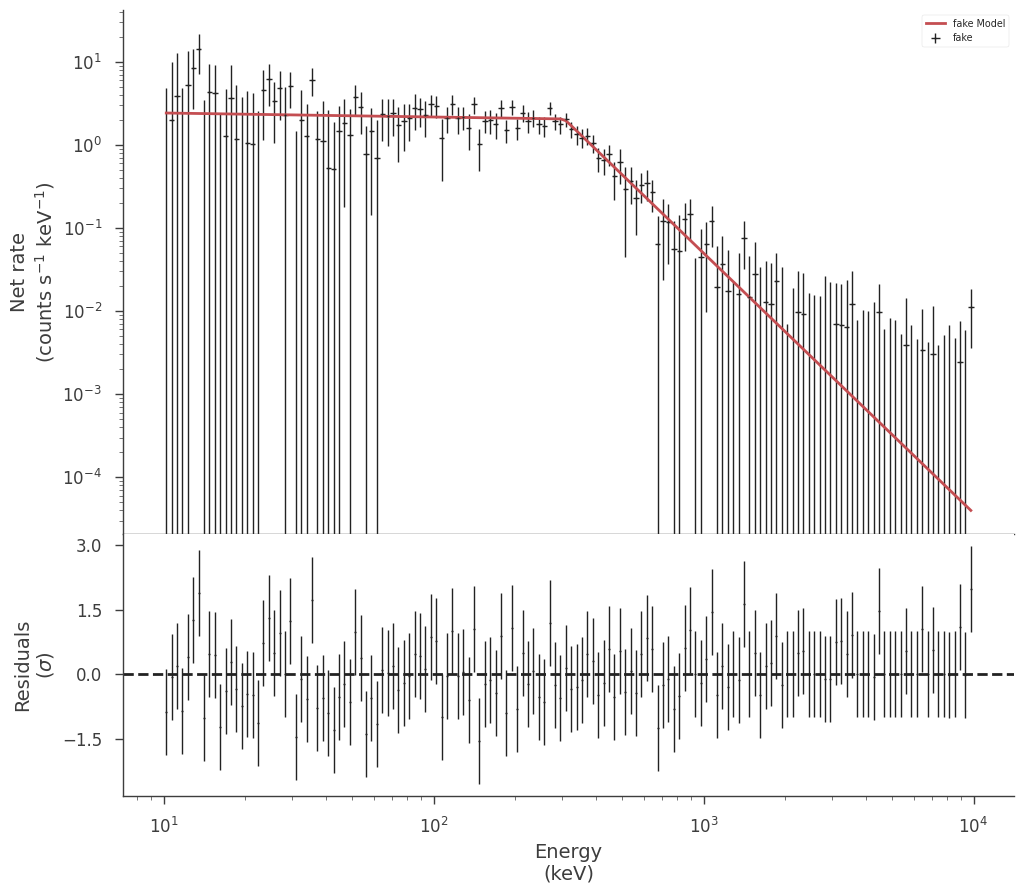 fake Model
fake
10¹
10⁰
10⁻¹
10⁻²
10⁻³
10⁻⁴
Net rate
(counts s⁻¹ keV⁻¹)
3.0
1.5
0.0
−1.5
Residuals
(σ)
10¹
10²
10³
10⁴
Energy
(keV)